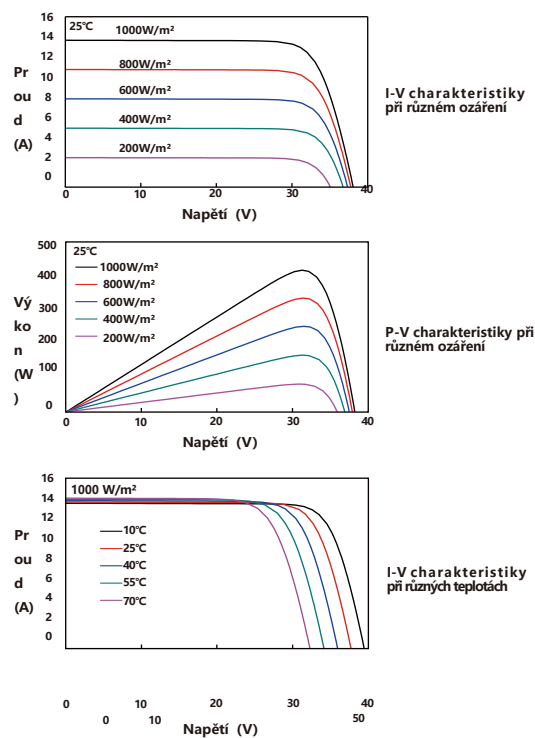 16
14
12
10
8
6
4
2
0
25℃
1000W/m²
800W/m²
600W/m²
400W/m²
200W/m²
Pr
ou
d
(A)
0 10 20 30 40
Napětí (V)
I-V charakteristiky
při různém ozáření
500
400
300
200
100
0
25℃
1000W/m²
800W/m²
600W/m²
400W/m²
200W/m²
Vý
ko
n
(W
)
0 10 20 30 40
Napětí (V)
P-V charakteristiky při
různém ozáření
16
14
12
10
8
6
4
2
0
1000 W/m²
10℃
25℃
40℃
55℃
70℃
Pr
ou
d
(A)
I-V charakteristiky
při různých teplotách
0 10 20 30 40
0 10 50
Napětí (V)